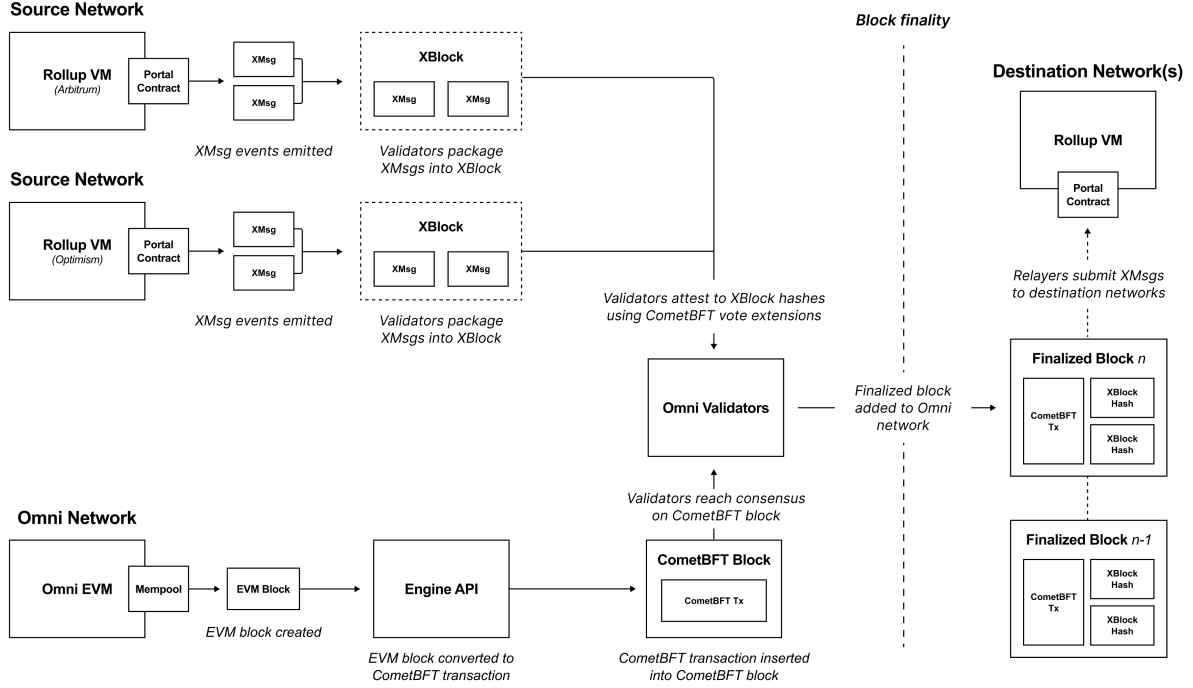 Source Network
Rollup VM
(Arbitrum)
Portal
Contract
XMsg
XMsg
XMsg events emitted
XBlock
XMsg
XMsg
Validators package
XMsgs into XBlock
Source Network
Rollup VM
(Optimism)
Portal
Contract
XMsg
XMsg
XMsg events emitted
XBlock
XMsg
XMsg
Validators package
XMsgs into XBlock
Validators attest to XBlock hashes
using CometBFT vote extensions
Omni Validators
Validators reach consensus
on CometBFT block
Omni Network
Omni EVM
Mempool
EVM Block
EVM block created
Engine API
EVM block converted to
CometBFT transaction
CometBFT Block
CometBFT Tx
CometBFT transaction inserted
into CometBFT block
Block finality
Finalized block
added to Omni
network
Destination Network(s)
Rollup VM
Portal
Contract
Relayers submit XMsgs
to destination networks
Finalized Block n
CometBFT
Tx
XBlock
Hash
XBlock
Hash
Finalized Block n-1
CometBFT
Tx
XBlock
Hash
XBlock
Hash